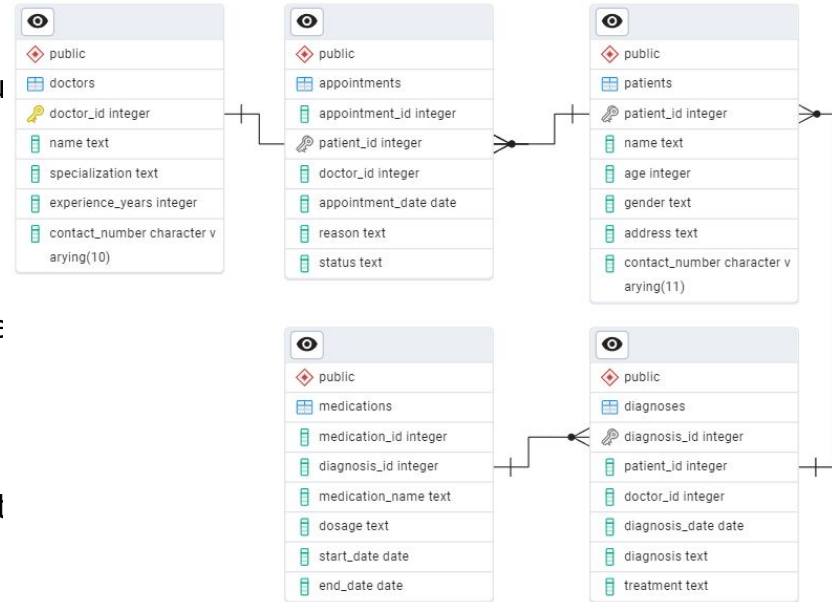 public
doctors
doctor_id integer
name text
specialization text
experience_years integer
contact_number character v
arying(10)
public
appointments
appointment_id integer
patient_id integer
doctor_id integer
appointment_date date
reason text
status text
public
patients
patient_id integer
name text
age integer
gender text
address text
contact_number character v
arying(11)
public
medications
medication_id integer
diagnosis_id integer
medication_name text
dosage text
start_date date
end_date date
public
diagnoses
diagnosis_id integer
patient_id integer
doctor_id integer
diagnosis_date date
diagnosis text
treatment text